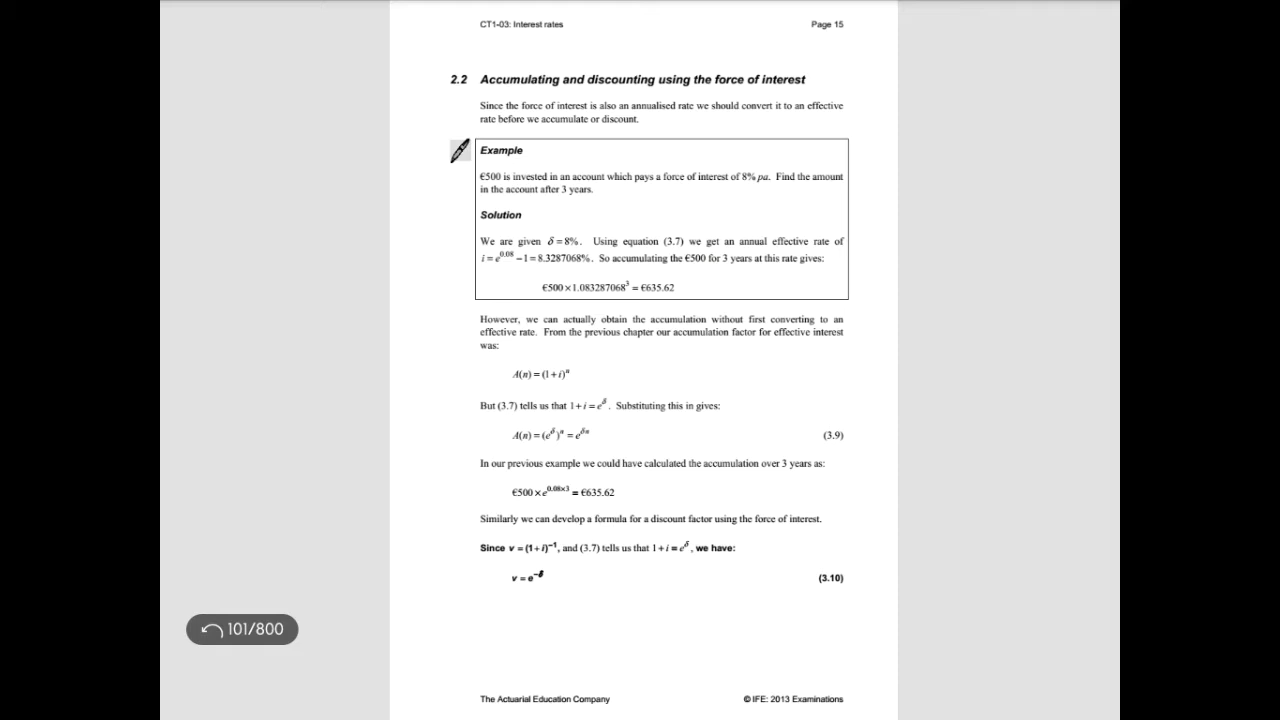 CT1-03: Interest rates Page 15
2.2 Accumulating and discounting using the force of interest
Since the force of interest is also an annualised rate we should convert it to an effective
rate before we accumulate or discount.
Example
€500 is invested in an account which pays a force of interest of 8% pa. Find the amount
in the account after 3 years.
Solution
We are given δ = 8%. Using equation (3.7) we get an annual effective rate of
i = e^0.08 − 1 = 8.3287068%. So accumulating the €500 for 3 years at this rate gives:
€500 × 1.083287068³ = €635.62
However, we can actually obtain the accumulation without first converting to an
effective rate. From the previous chapter our accumulation factor for effective interest
was:
A(n) = (1 + i)ⁿ
But (3.7) tells us that 1 + i = e^δ. Substituting this in gives:
A(n) = (e^δ)ⁿ = e^δn (3.9)
In our previous example we could have calculated the accumulation over 3 years as:
€500 × e^0.08×3 = €635.62
Similarly we can develop a formula for a discount factor using the force of interest.
Since v = (1 + i)⁻¹, and (3.7) tells us that 1 + i = e^δ, we have:
v = e^−δ (3.10)
101/800
The Actuarial Education Company © IFE: 2013 Examinations